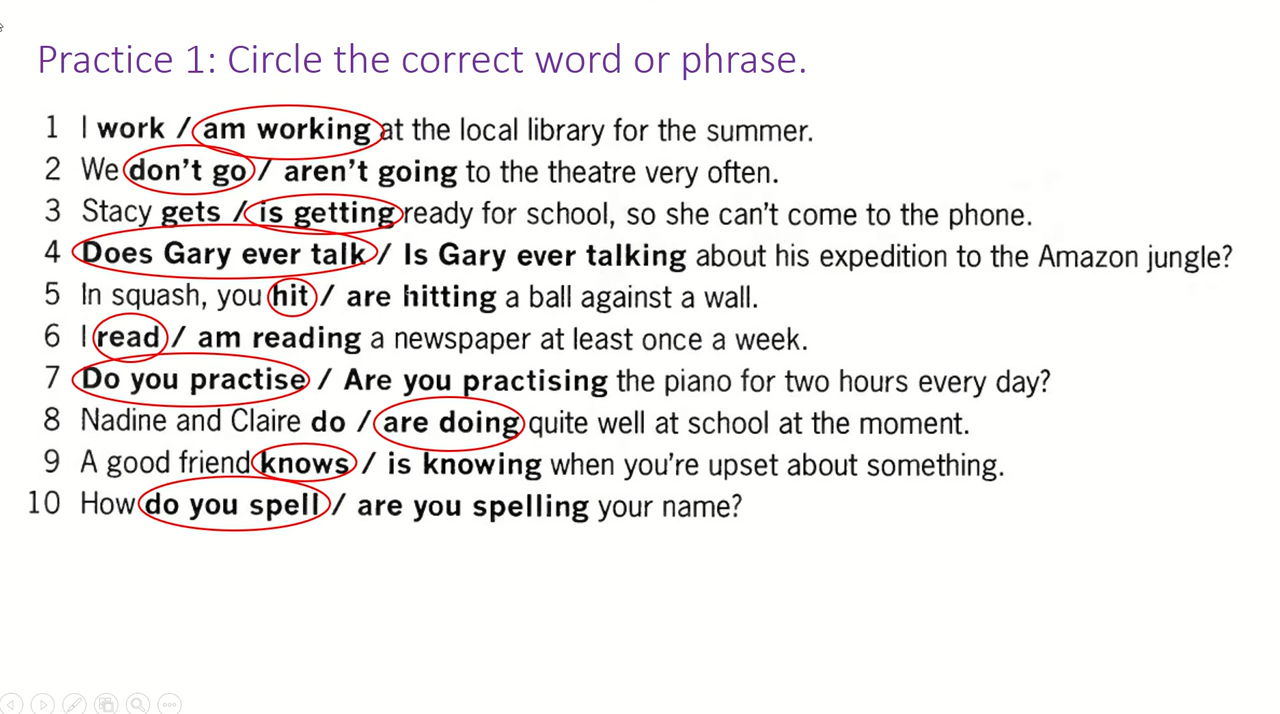 Practice 1: Circle the correct word or phrase.
1 I work / am working at the local library for the summer.
2 We don't go / aren't going to the theatre very often.
3 Stacy gets / is getting ready for school, so she can't come to the phone.
4 Does Gary ever talk / Is Gary ever talking about his expedition to the Amazon jungle?
5 In squash, you hit / are hitting a ball against a wall.
6 I read / am reading a newspaper at least once a week.
7 Do you practise / Are you practising the piano for two hours every day?
8 Nadine and Claire do / are doing quite well at school at the moment.
9 A good friend knows / is knowing when you're upset about something.
10 How do you spell / are you spelling your name?